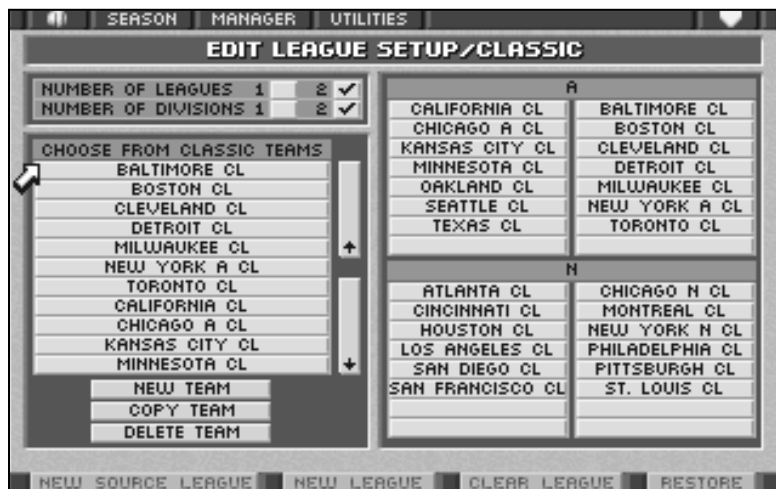 SEASON MANAGER UTILITIES
EDIT LEAGUE SETUP/CLASSIC
NUMBER OF LEAGUES 1 2
NUMBER OF DIVISIONS 1 2
CHOOSE FROM CLASSIC TEAMS
BALTIMORE CL
BOSTON CL
CLEVELAND CL
DETROIT CL
MILWAUKEE CL
NEW YORK A CL
TORONTO CL
CALIFORNIA CL
CHICAGO A CL
KANSAS CITY CL
MINNESOTA CL
NEW TEAM
COPY TEAM
DELETE TEAM
A
CALIFORNIA CL BALTIMORE CL
CHICAGO A CL BOSTON CL
KANSAS CITY CL CLEVELAND CL
MINNESOTA CL DETROIT CL
OAKLAND CL MILWAUKEE CL
SEATTLE CL NEW YORK A CL
TEXAS CL TORONTO CL
N
ATLANTA CL CHICAGO N CL
CINCINNATI CL MONTREAL CL
HOUSTON CL NEW YORK N CL
LOS ANGELES CL PHILADELPHIA CL
SAN DIEGO CL PITTSBURGH CL
SAN FRANCISCO CL ST. LOUIS CL
NEW SOURCE LEAGUE NEW LEAGUE CLEAR LEAGUE RESTORE